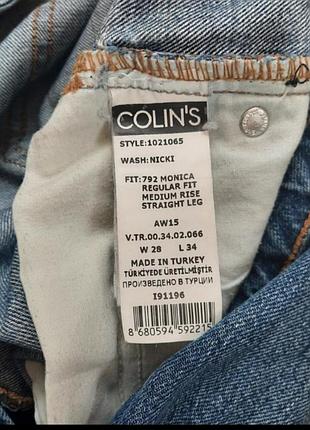 COLIN'S
STYLE:1021065
WASH:NICKI
FIT:792 MONICA
REGULAR FIT
MEDIUM RISE
STRAIGHT LEG
AW15
V.TR.00.34.02.066
W 28 L 34
MADE IN TURKEY
TÜRKİYEDE ÜRETİLMİŞTİR
ПРОИЗВЕДЕНО В ТУРЦИИ
I91196
8 680594 592215